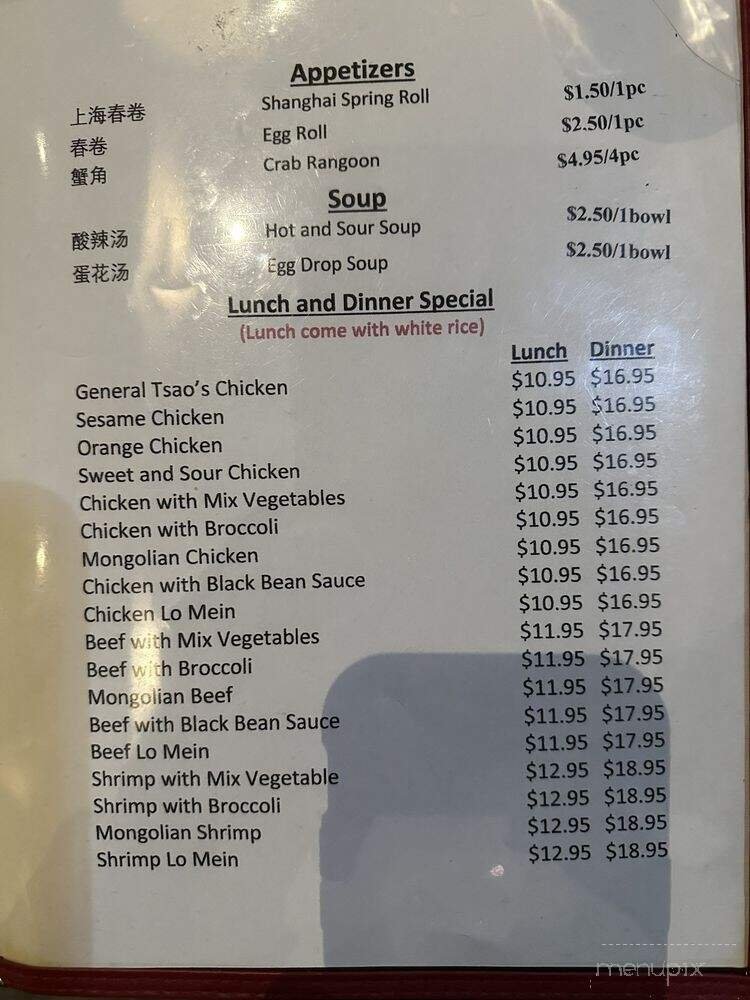 Appetizers
上海春卷 Shanghai Spring Roll $1.50/1pc
春卷 Egg Roll $2.50/1pc
蟹角 Crab Rangoon $4.95/4pc
Soup
酸辣汤 Hot and Sour Soup $2.50/1bowl
蛋花汤 Egg Drop Soup $2.50/1bowl
Lunch and Dinner Special
(Lunch come with white rice)
Lunch Dinner
General Tsao's Chicken $10.95 $16.95
Sesame Chicken $10.95 $16.95
Orange Chicken $10.95 $16.95
Sweet and Sour Chicken $10.95 $16.95
Chicken with Mix Vegetables $10.95 $16.95
Chicken with Broccoli $10.95 $16.95
Mongolian Chicken $10.95 $16.95
Chicken with Black Bean Sauce $10.95 $16.95
Chicken Lo Mein $10.95 $16.95
Beef with Mix Vegetables $11.95 $17.95
Beef with Broccoli $11.95 $17.95
Mongolian Beef $11.95 $17.95
Beef with Black Bean Sauce $11.95 $17.95
Beef Lo Mein $11.95 $17.95
Shrimp with Mix Vegetable $12.95 $18.95
Shrimp with Broccoli $12.95 $18.95
Mongolian Shrimp $12.95 $18.95
Shrimp Lo Mein $12.95 $18.95
menupix